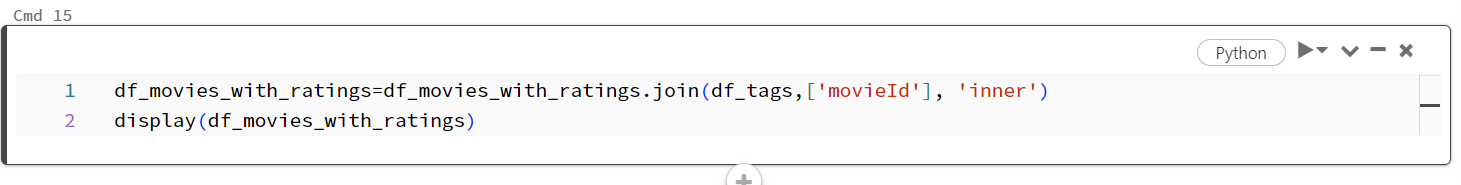 Cmd 15
Python
1 df_movies_with_ratings=df_movies_with_ratings.join(df_tags,['movieId'], 'inner')
2 display(df_movies_with_ratings)